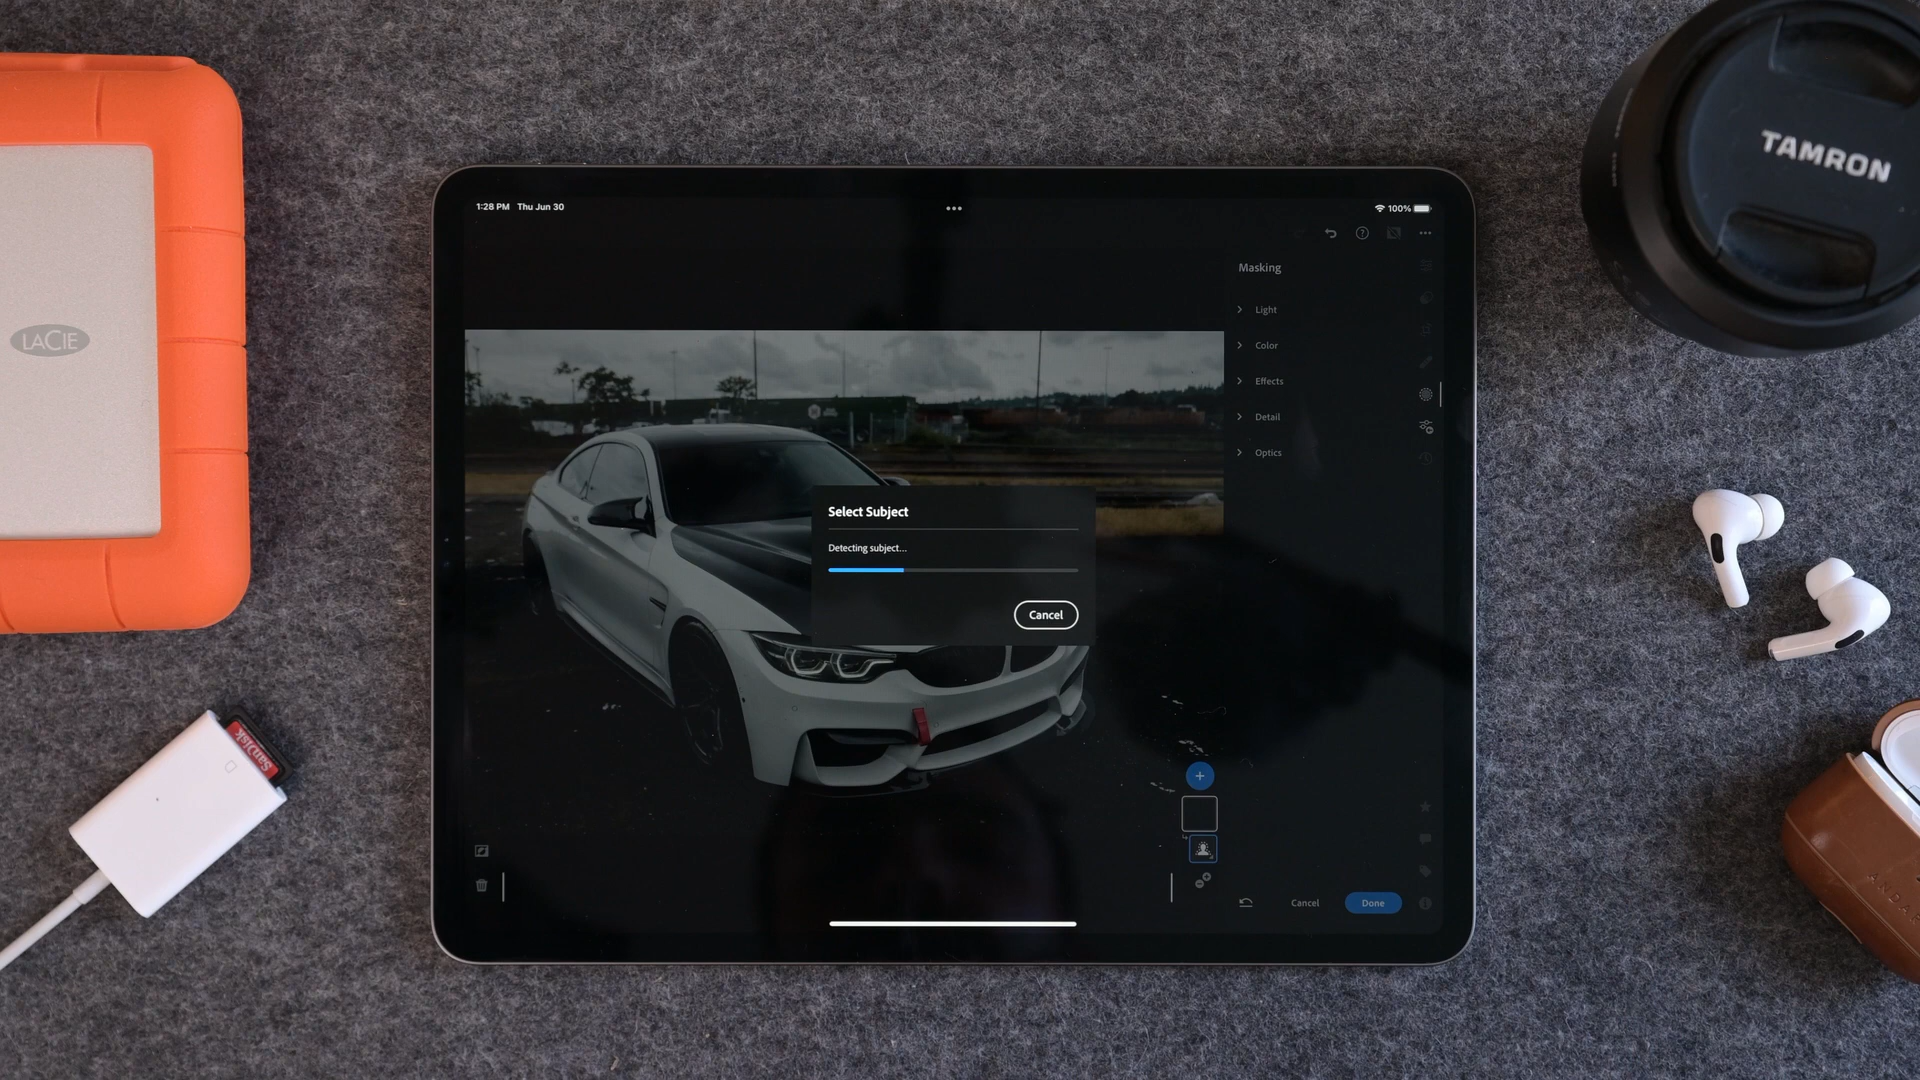 LACIE
TAMRON
1:28 PM Thu Jun 30
100%
Masking
Light
Color
Effects
Detail
Optics
Select Subject
Detecting subject...
Cancel
SanDisk
Cancel
Done
ANDAR